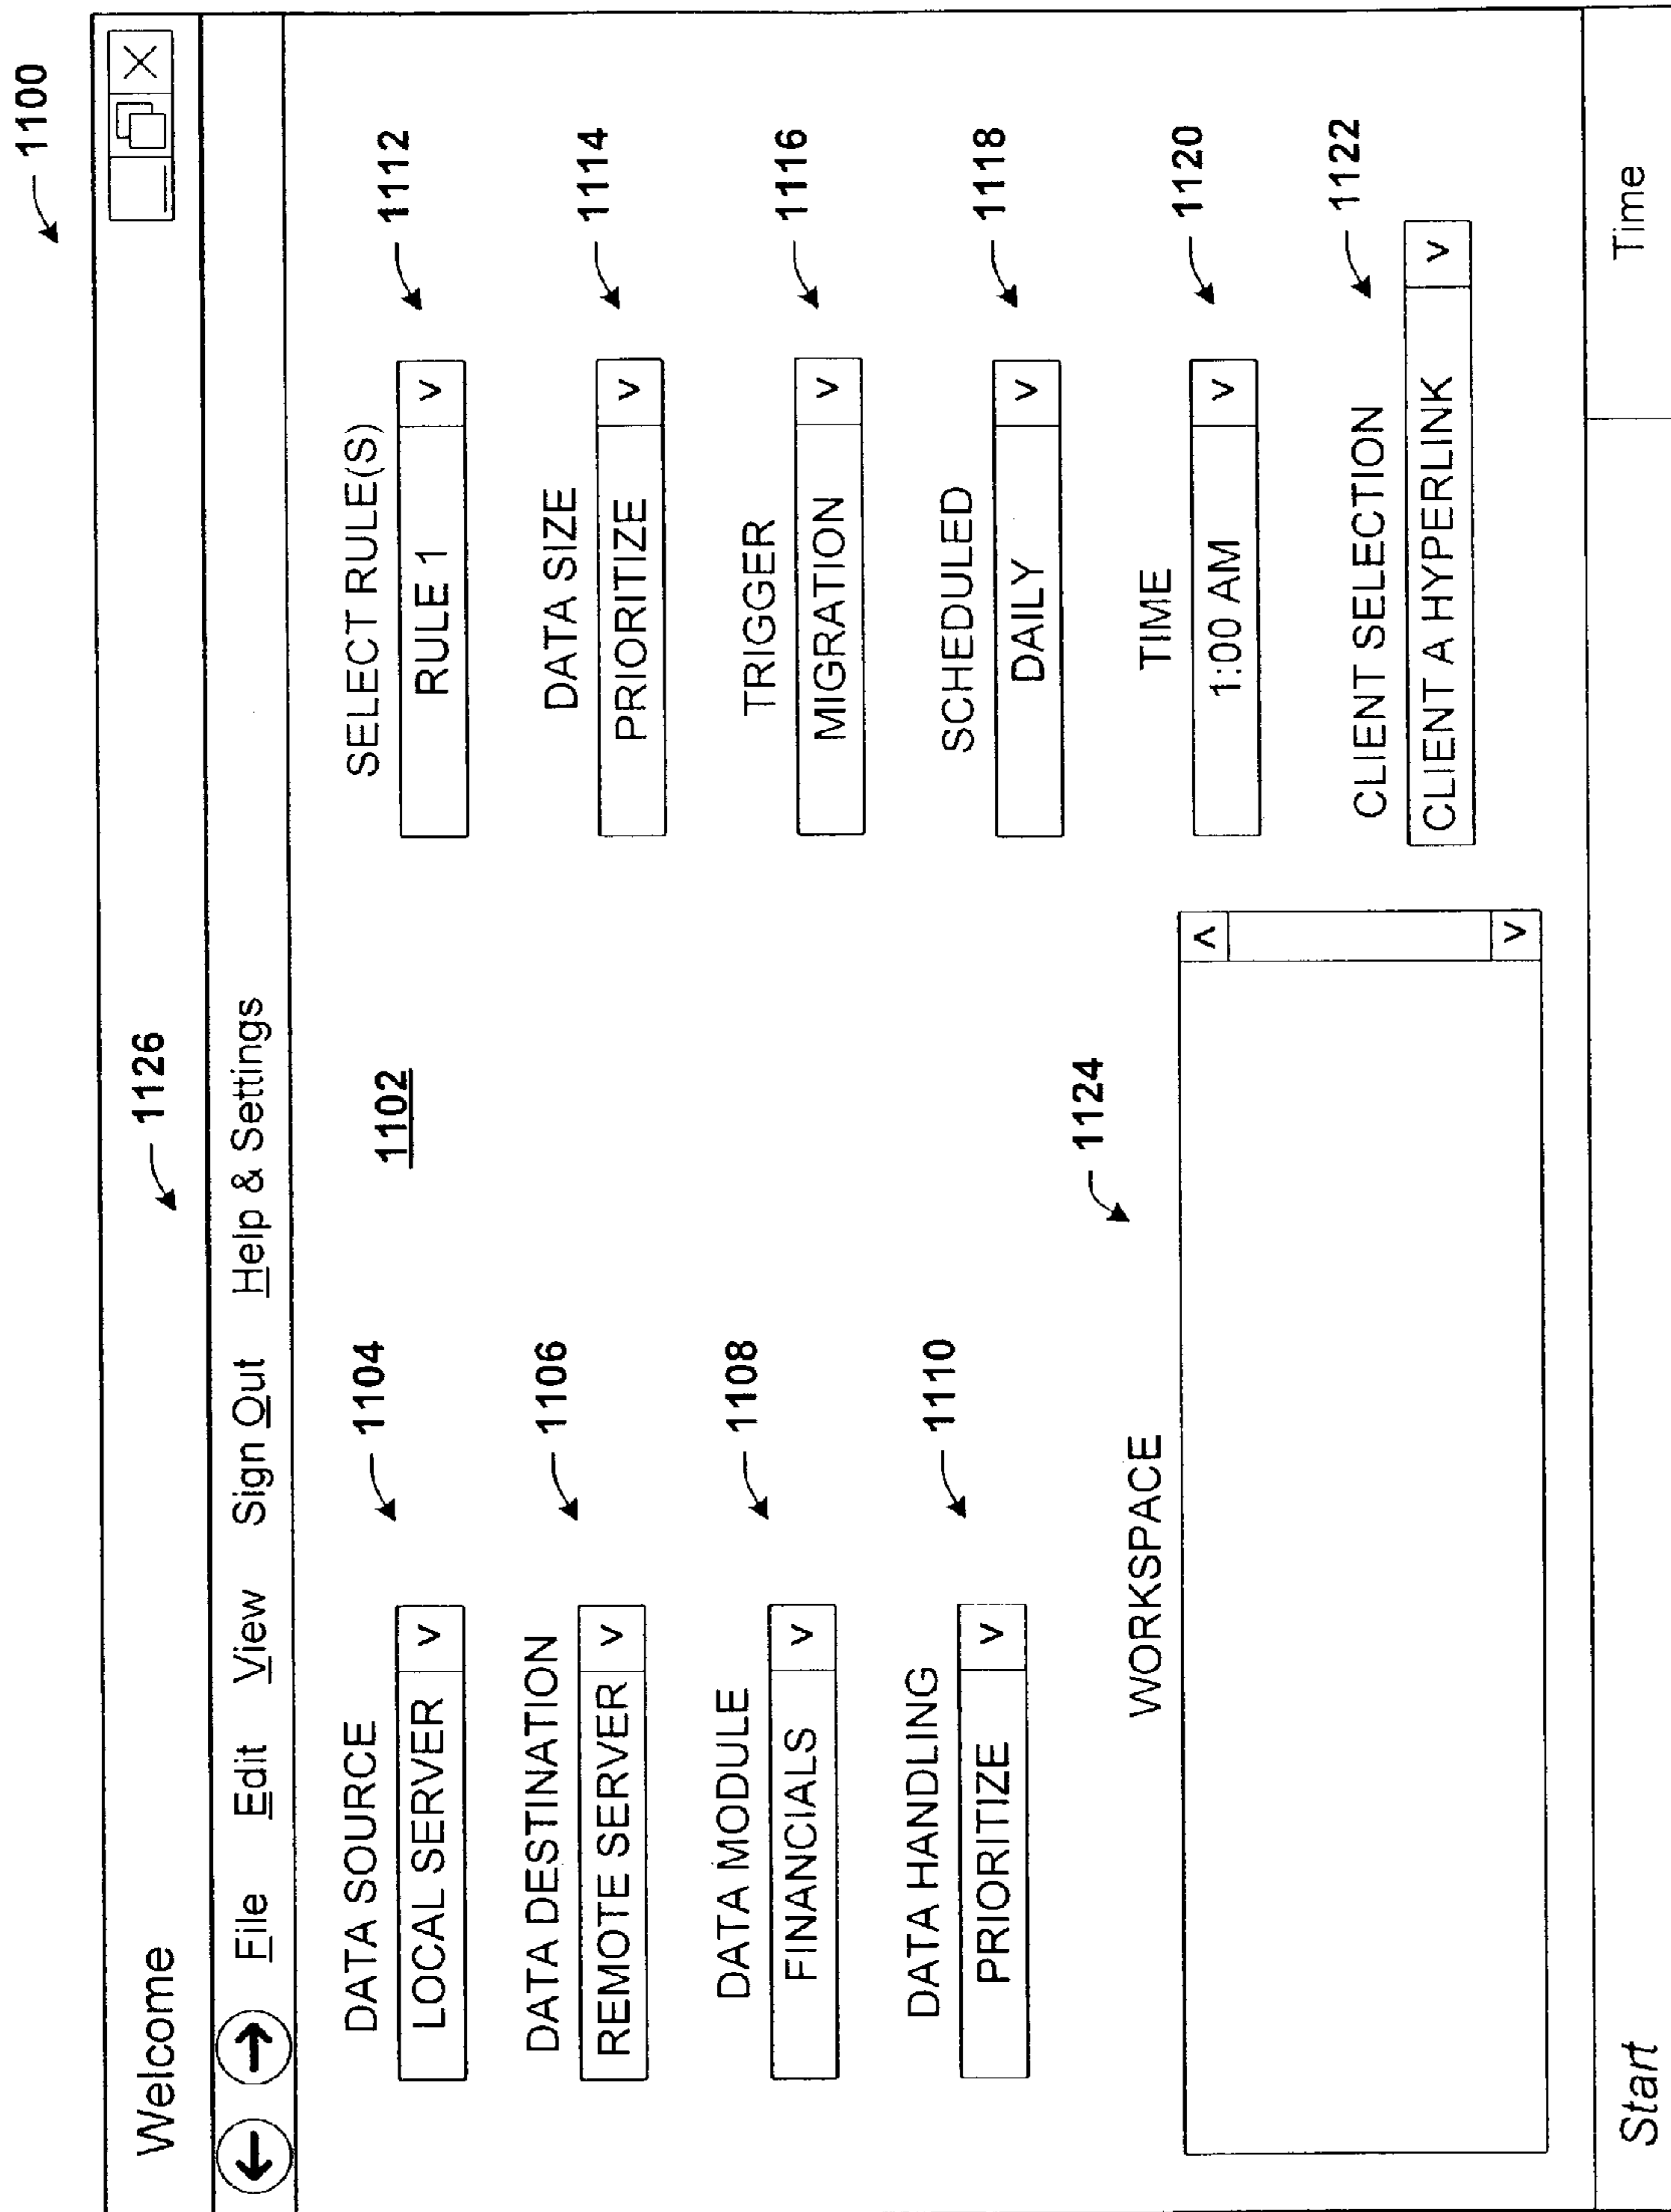 1100
Welcome
1126
File Edit View Sign Out Help & Settings
1102
DATA SOURCE
LOCAL SERVER V
1104
DATA DESTINATION
REMOTE SERVER V
1106
DATA MODULE
FINANCIALS V
1108
DATA HANDLING
PRIORITIZE V
1110
SELECT RULE(S)
RULE 1 V
1112
DATA SIZE
PRIORITIZE V
1114
TRIGGER
MIGRATION V
1116
SCHEDULED
DAILY V
1118
TIME
1:00 AM V
1120
CLIENT SELECTION
CLIENT A HYPERLINK V
1122
WORKSPACE
1124
Start
Time